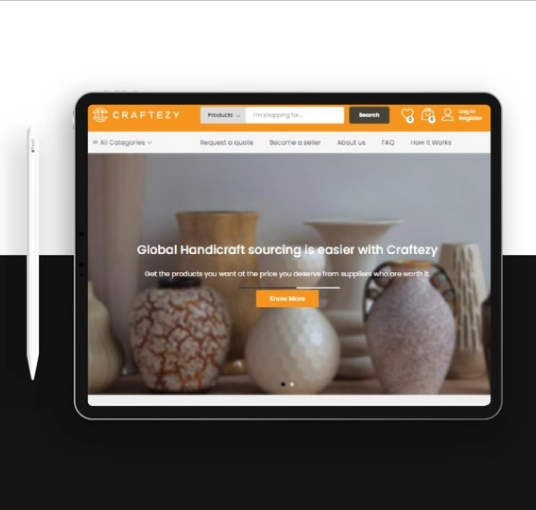 CRAFTEZY
Products
I'm shopping for...
Search
0
0
Log in
Register
All Categories
Request a quote
Become a seller
About us
FAQ
How it Works
Global Handicraft sourcing is easier with Craftezy
Get the products you want at the price you deserve from suppliers who are worth it.
Know More